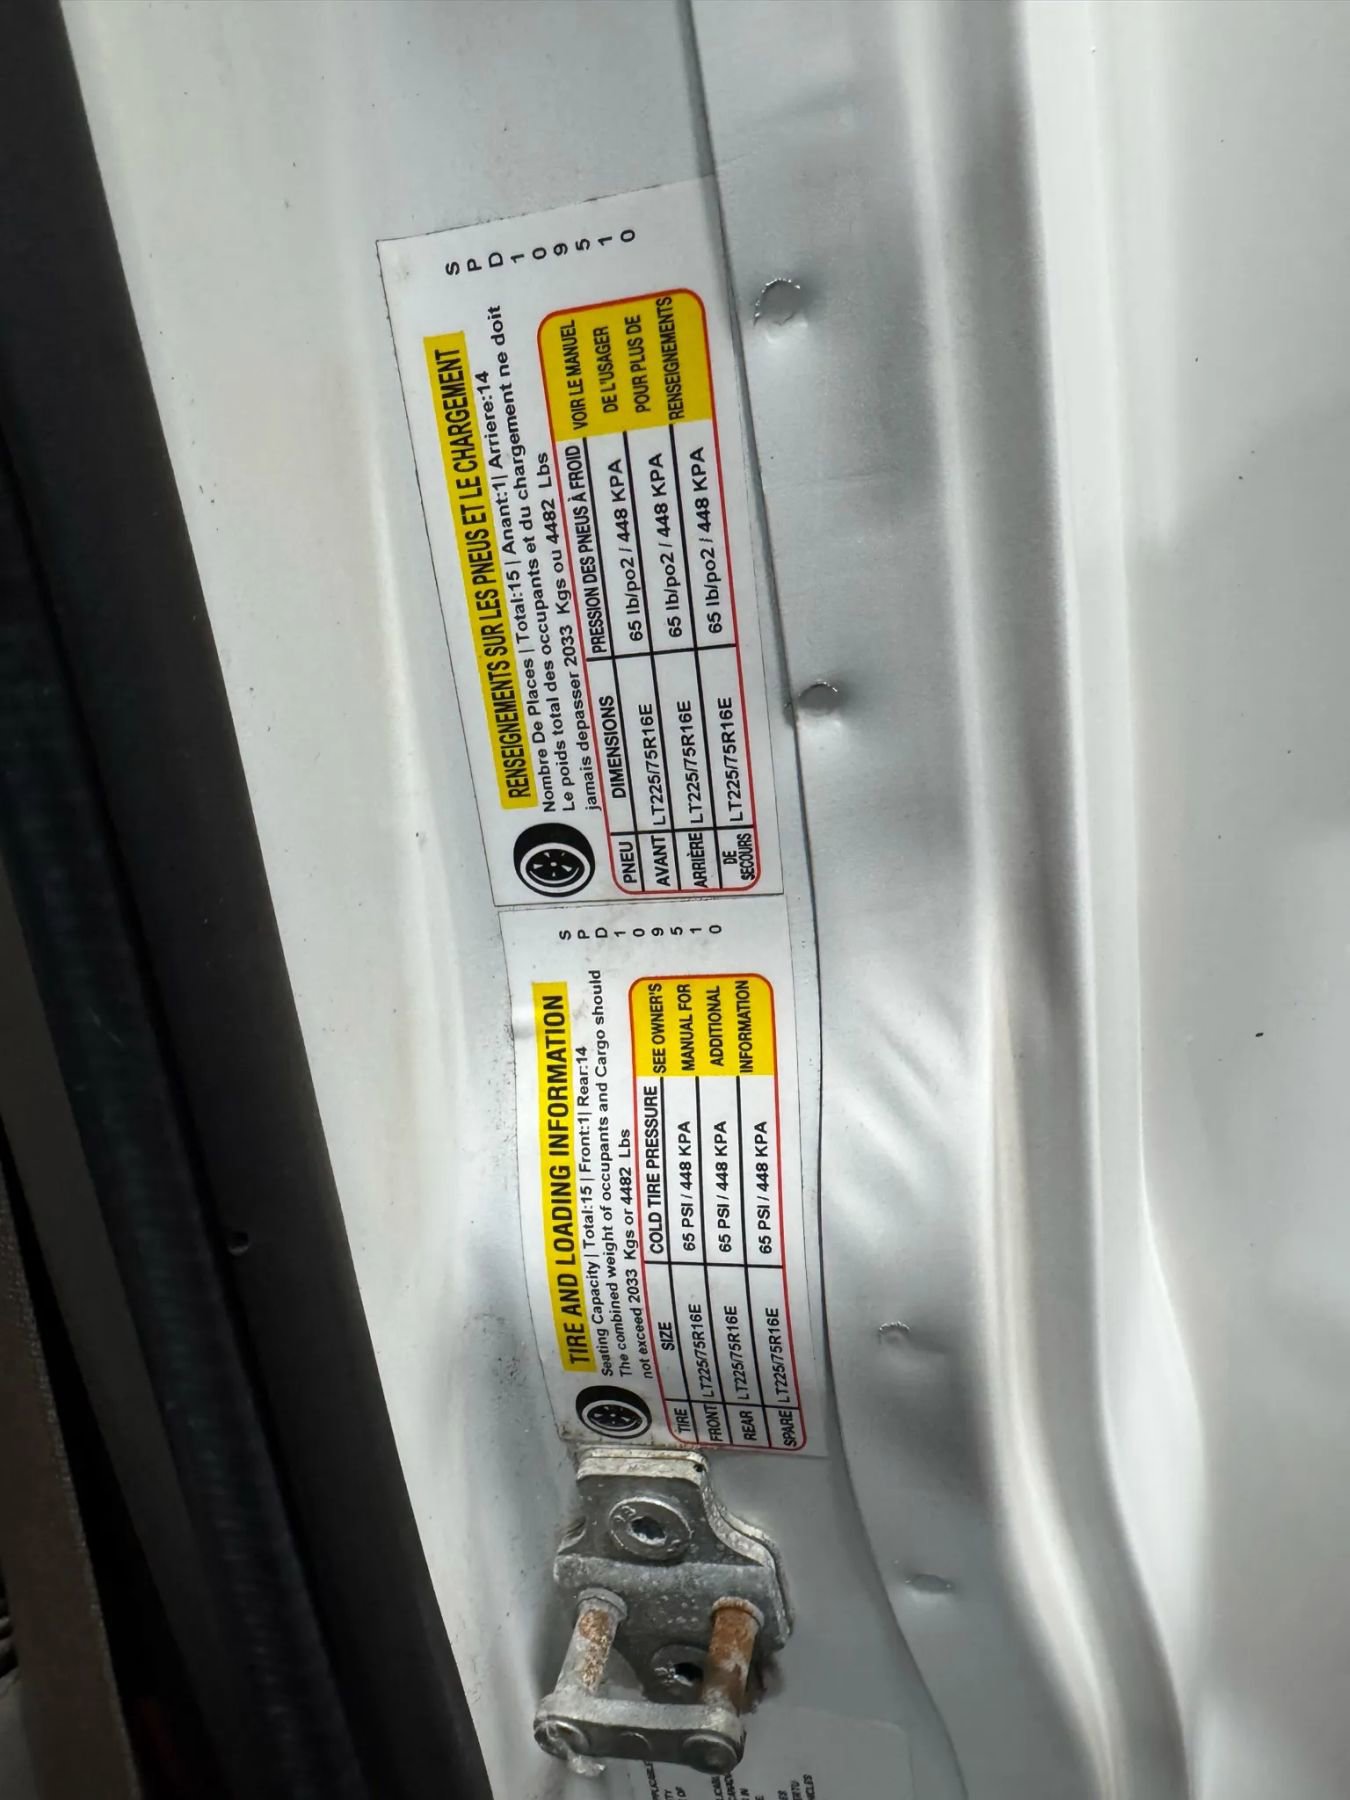 TIRE AND LOADING INFORMATION
Seating Capacity | Total:15 | Front:1| Rear:14
The combined weight of occupants and Cargo should
not exceed 2033 Kgs or 4482 Lbs
TIRE SIZE COLD TIRE PRESSURE
FRONT LT225/75R16E 65 PSI / 448 KPA
REAR LT225/75R16E 65 PSI / 448 KPA
SPARE LT225/75R16E 65 PSI / 448 KPA
SEE OWNER'S
MANUAL FOR
ADDITIONAL
INFORMATION
SPD109510
RENSEIGNEMENTS SUR LES PNEUS ET LE CHARGEMENT
Nombre De Places | Total:15 | Anant:1| Arriere:14
Le poids total des occupants et du chargement ne doit
jamais depasser 2033 Kgs ou 4482 Lbs
PNEU DIMENSIONS PRESSION DES PNEUS À FROID
AVANT LT225/75R16E 65 lb/po2 / 448 KPA
ARRIÈRE LT225/75R16E 65 lb/po2 / 448 KPA
DE SECOURS LT225/75R16E 65 lb/po2 / 448 KPA
VOIR LE MANUEL
DE L'USAGER
POUR PLUS DE
RENSEIGNEMENTS
SPD109510